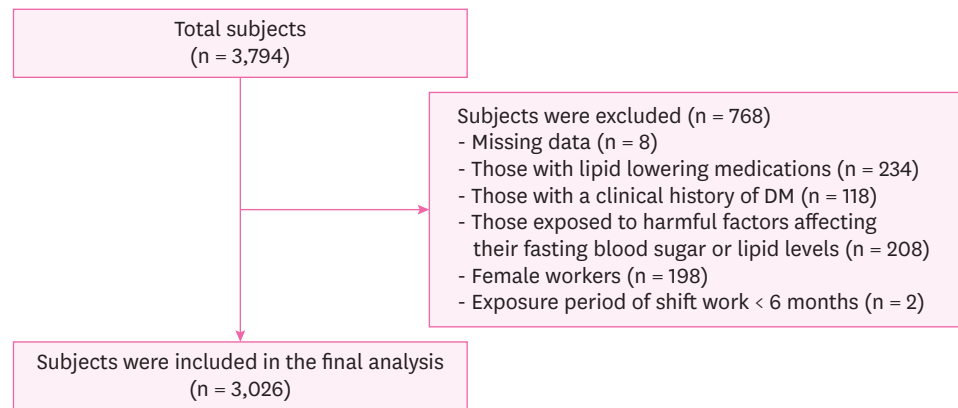 Total subjects
(n = 3,794)
Subjects were excluded (n = 768)
- Missing data (n = 8)
- Those with lipid lowering medications (n = 234)
- Those with a clinical history of DM (n = 118)
- Those exposed to harmful factors affecting
their fasting blood sugar or lipid levels (n = 208)
- Female workers (n = 198)
- Exposure period of shift work < 6 months (n = 2)
Subjects were included in the final analysis
(n = 3,026)